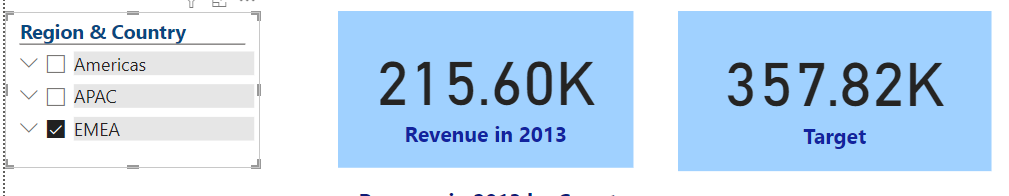 Region & Country
Americas
APAC
EMEA
215.60K
Revenue in 2013
357.82K
Target